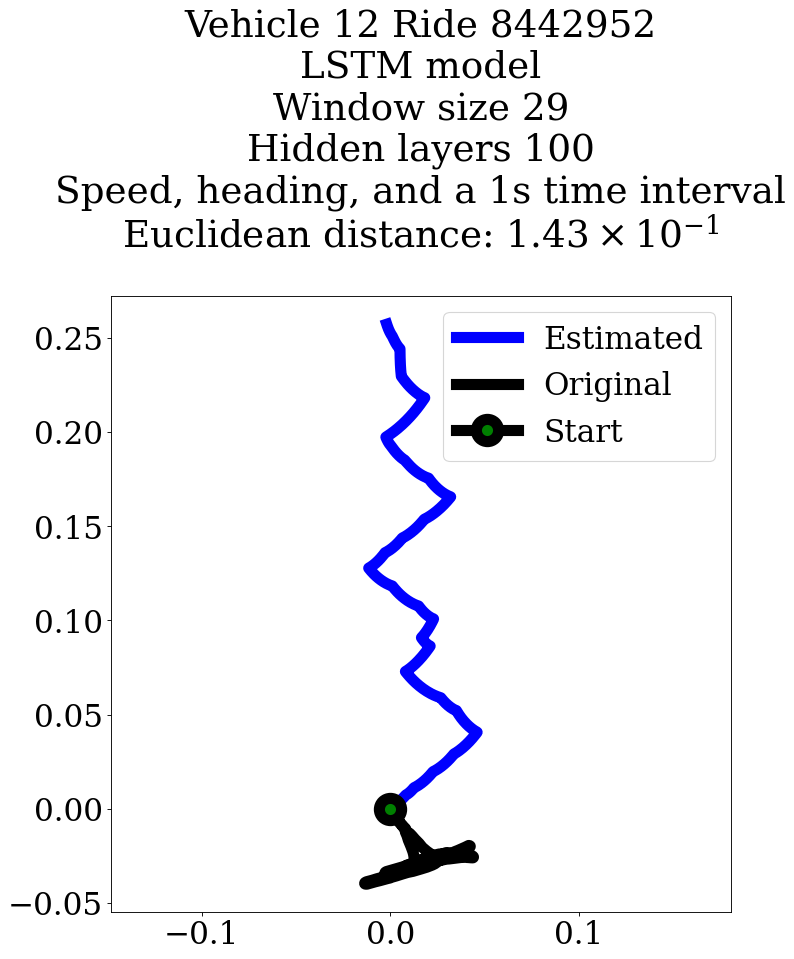 Vehicle 12 Ride 8442952
LSTM model
Window size 29
Hidden layers 100
Speed, heading, and a 1s time interval
Euclidean distance: 1.43 × 10⁻¹
Estimated
Original
Start
0.25
0.20
0.15
0.10
0.05
0.00
−0.05
−0.1
0.0
0.1